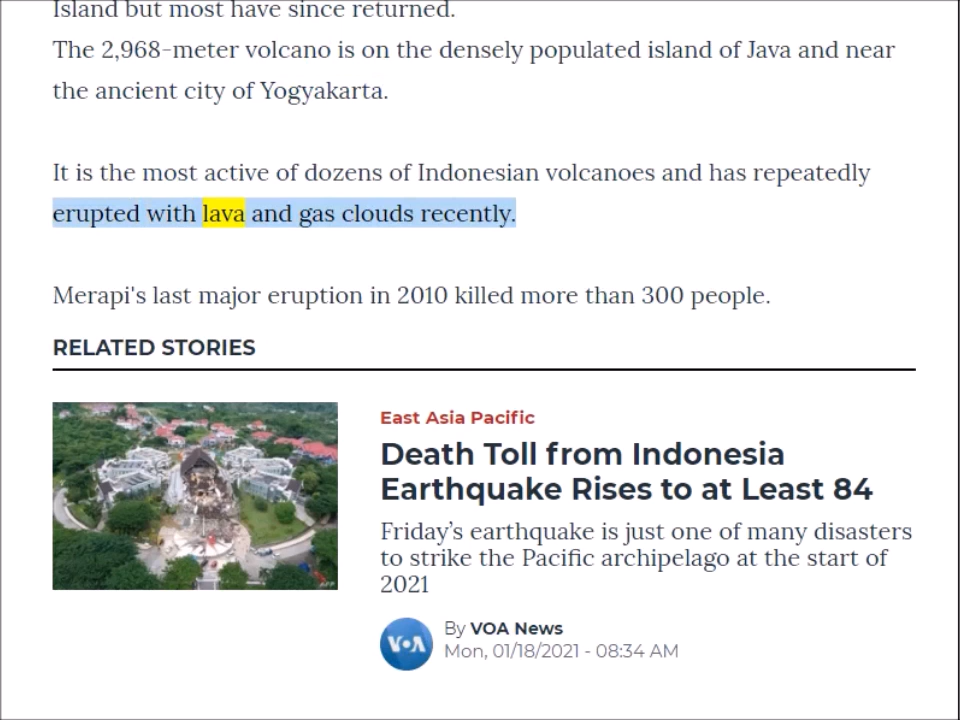 Island but most have since returned.
The 2,968-meter volcano is on the densely populated island of Java and near
the ancient city of Yogyakarta.
It is the most active of dozens of Indonesian volcanoes and has repeatedly
erupted with lava and gas clouds recently.
Merapi's last major eruption in 2010 killed more than 300 people.
RELATED STORIES
East Asia Pacific
Death Toll from Indonesia
Earthquake Rises to at Least 84
Friday’s earthquake is just one of many disasters
to strike the Pacific archipelago at the start of
2021
AFP
By VOA News
VOA
Mon, 01/18/2021 - 08:34 AM